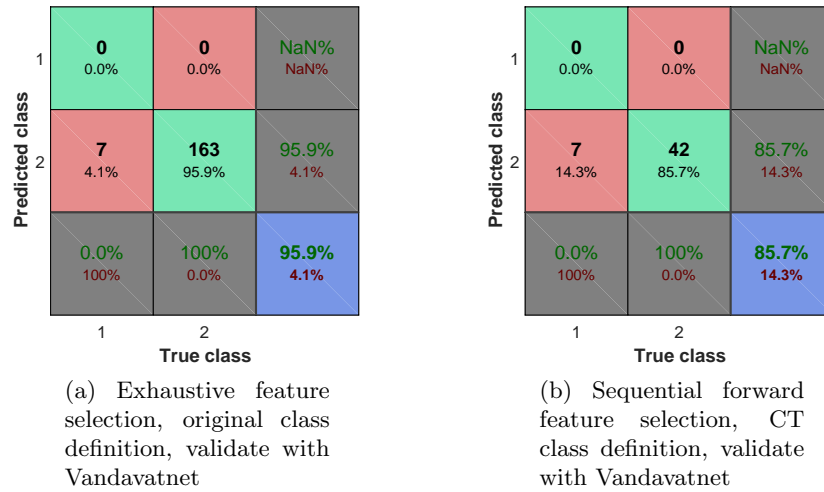 0
0.0%
0
0.0%
NaN%
NaN%
1
7
4.1%
163
95.9%
95.9%
4.1%
2
0.0%
100%
100%
0.0%
95.9%
4.1%
1
2
True class
Predicted class
(a) Exhaustive feature
selection, original class
definition, validate with
Vandavatnet
0
0.0%
0
0.0%
NaN%
NaN%
1
7
14.3%
42
85.7%
85.7%
14.3%
2
0.0%
100%
100%
0.0%
85.7%
14.3%
1
2
True class
Predicted class
(b) Sequential forward
feature selection, CT
class definition, validate
with Vandavatnet